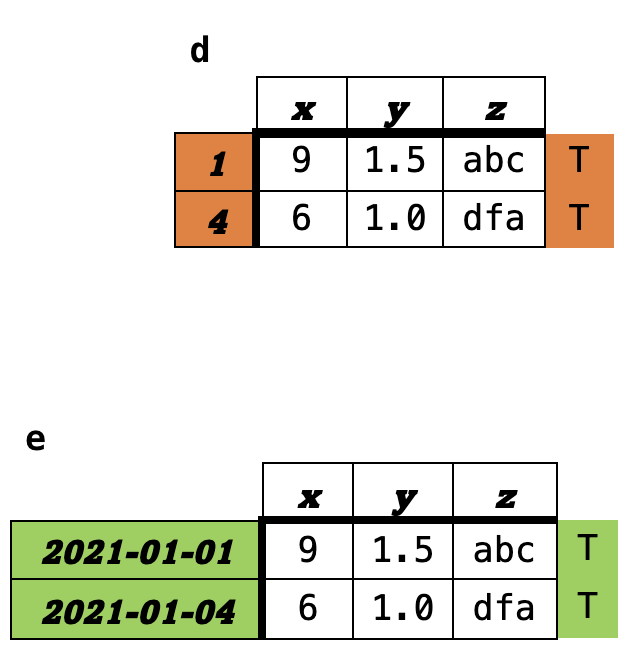 d
x y z
1 9 1.5 abc T
4 6 1.0 dfa T
e
x y z
2021-01-01 9 1.5 abc T
2021-01-04 6 1.0 dfa T